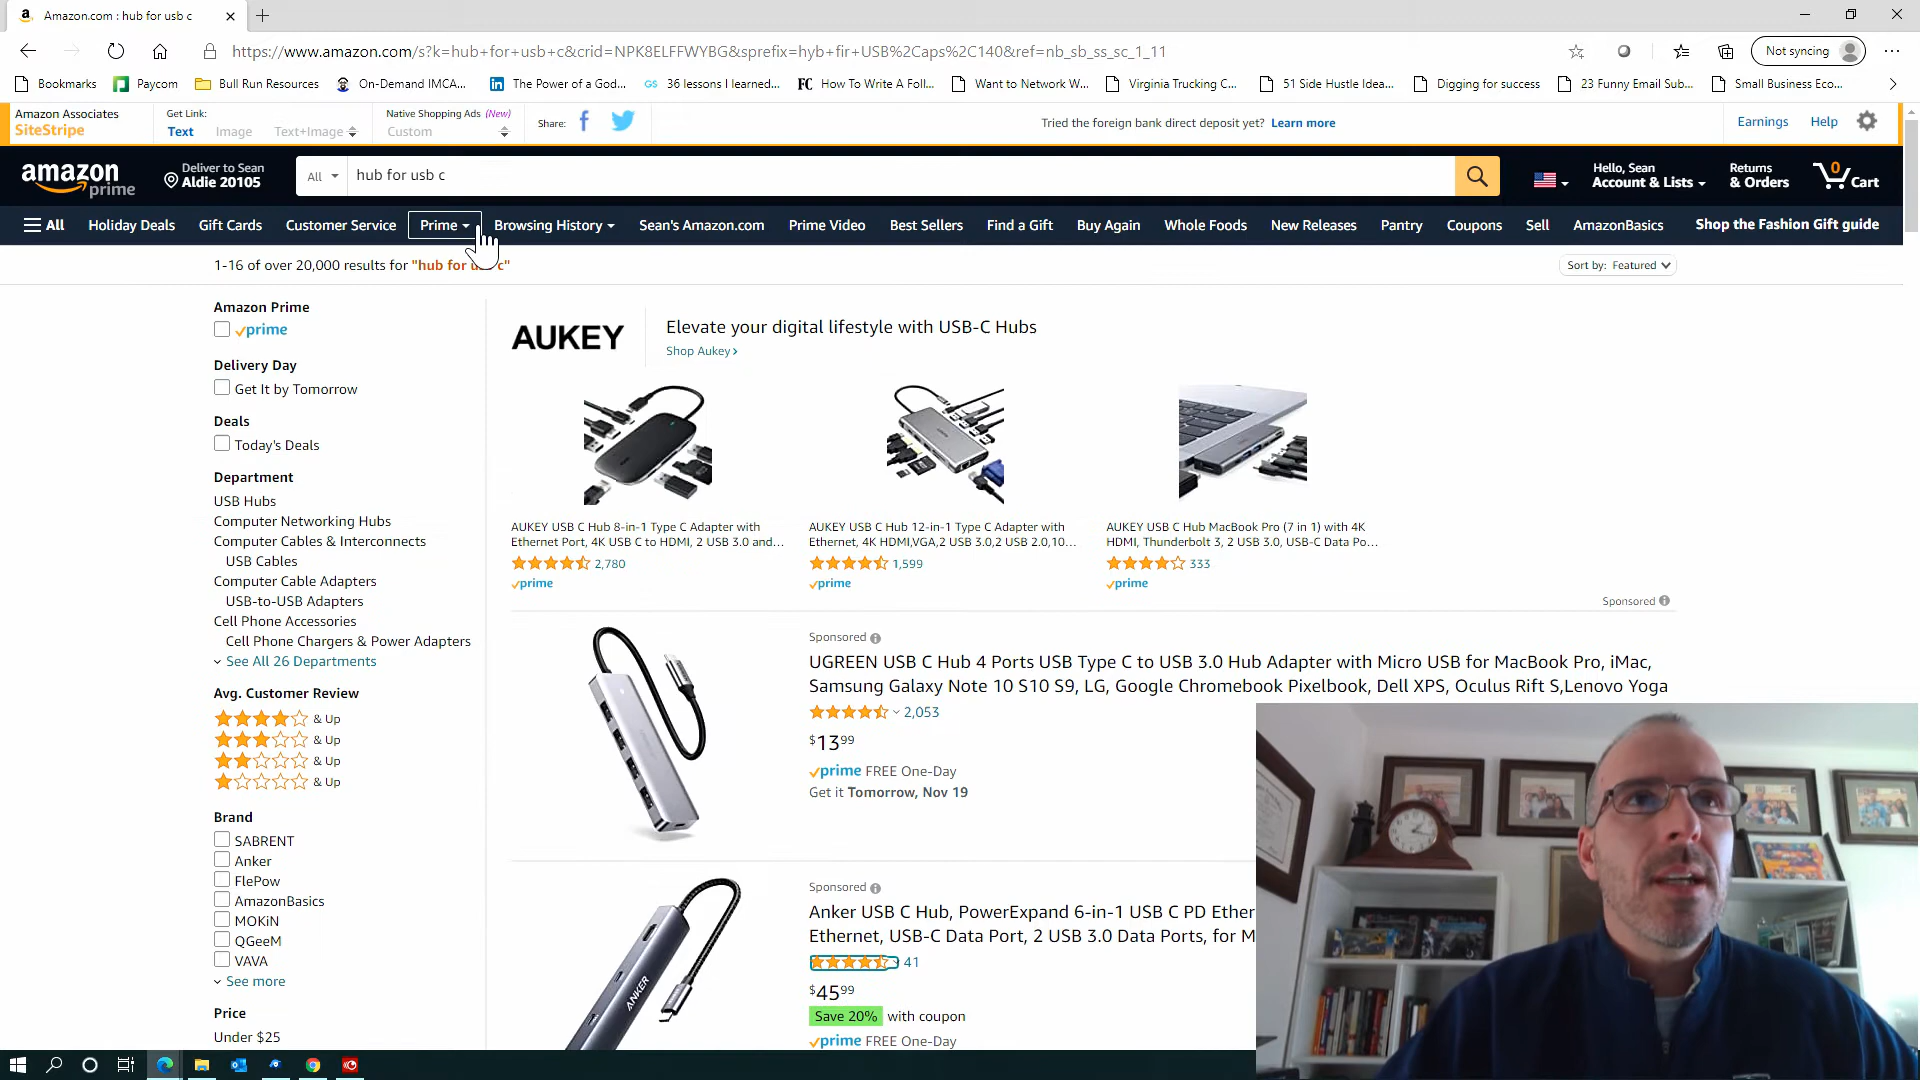 Amazon.com : hub for usb c
https://www.amazon.com/s?k=hub+for+usb+c&crid=NPK8ELFFWYBG&sprefix=hyb+fir+USB%2Caps%2C140&ref=nb_sb_ss_sc_1_11
Not syncing
Bookmarks Paycom Bull Run Resources On-Demand IMCA... The Power of a God... 36 lessons I learned... How To Write A Foll... Want to Network W... Virginia Trucking C... 51 Side Hustle Idea... Digging for success 23 Funny Email Sub... Small Business Eco...
Amazon Associates
SiteStripe
Get Link:
Text Image Text+Image
Native Shopping Ads (New)
Custom
Share:
Tried the foreign bank direct deposit yet? Learn more
Earnings Help
amazon prime
Deliver to Sean
Aldie 20105
All hub for usb c
Hello, Sean
Account & Lists
Returns
& Orders
0 Cart
All Holiday Deals Gift Cards Customer Service Prime Browsing History Sean's Amazon.com Prime Video Best Sellers Find a Gift Buy Again Whole Foods New Releases Pantry Coupons Sell AmazonBasics Shop the Fashion Gift guide
1-16 of over 20,000 results for "hub for c"
Sort by: Featured
Amazon Prime
prime
Delivery Day
Get It by Tomorrow
Deals
Today's Deals
Department
USB Hubs
Computer Networking Hubs
Computer Cables & Interconnects
USB Cables
Computer Cable Adapters
USB-to-USB Adapters
Cell Phone Accessories
Cell Phone Chargers & Power Adapters
See All 26 Departments
Avg. Customer Review
& Up
& Up
& Up
& Up
Brand
SABRENT
Anker
FlePow
AmazonBasics
MOKiN
QGeeM
VAVA
See more
Price
Under $25
AUKEY
Elevate your digital lifestyle with USB-C Hubs
Shop Aukey
AUKEY USB C Hub 8-in-1 Type C Adapter with
Ethernet Port, 4K USB C to HDMI, 2 USB 3.0 and...
2,780
prime
AUKEY USB C Hub 12-in-1 Type C Adapter with
Ethernet, 4K HDMI,VGA,2 USB 3.0,2 USB 2.0,10...
1,599
prime
AUKEY USB C Hub MacBook Pro (7 in 1) with 4K
HDMI, Thunderbolt 3, 2 USB 3.0, USB-C Data Po...
333
prime
Sponsored
Sponsored
UGREEN USB C Hub 4 Ports USB Type C to USB 3.0 Hub Adapter with Micro USB for MacBook Pro, iMac,
Samsung Galaxy Note 10 S10 S9, LG, Google Chromebook Pixelbook, Dell XPS, Oculus Rift S,Lenovo Yoga
2,053
$13 99
prime FREE One-Day
Get it Tomorrow, Nov 19
ANKER
Sponsored
Anker USB C Hub, PowerExpand 6-in-1 USB C PD Ether
Ethernet, USB-C Data Port, 2 USB 3.0 Data Ports, for M
41
$45 99
Save 20% with coupon
prime FREE One-Day